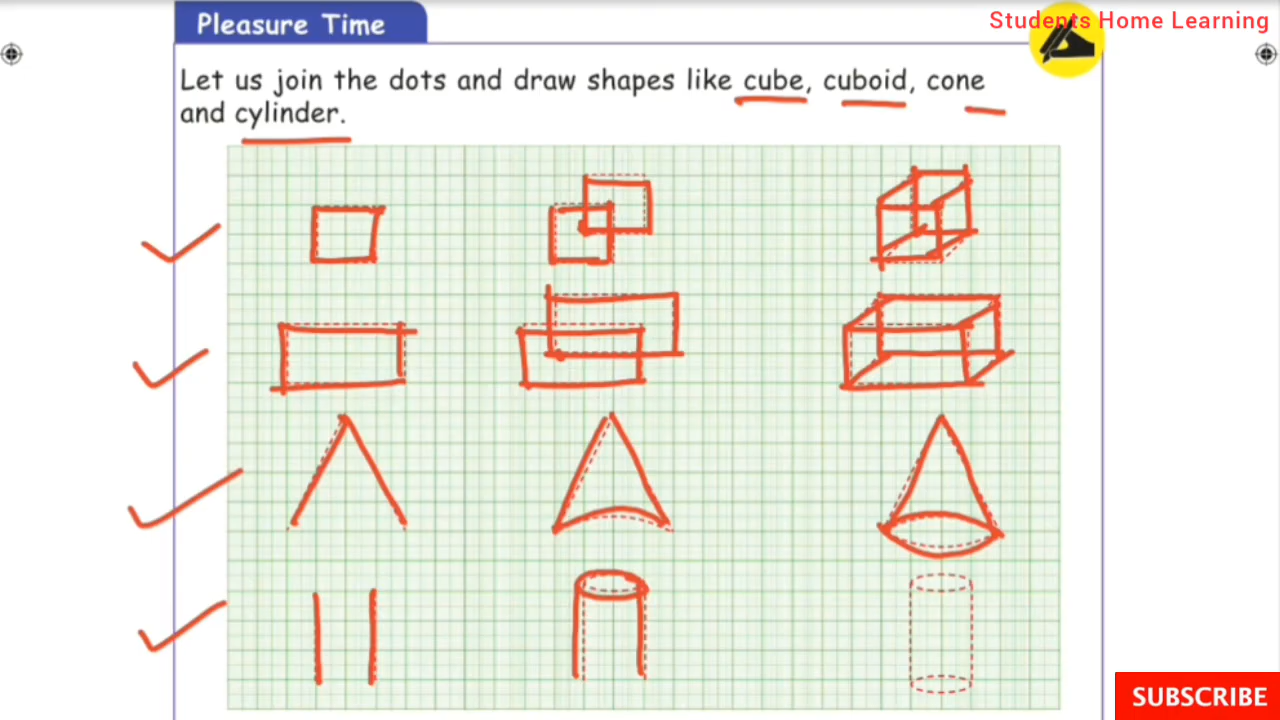 Pleasure Time
Students Home Learning
Let us join the dots and draw shapes like cube, cuboid, cone
and cylinder.
SUBSCRIBE